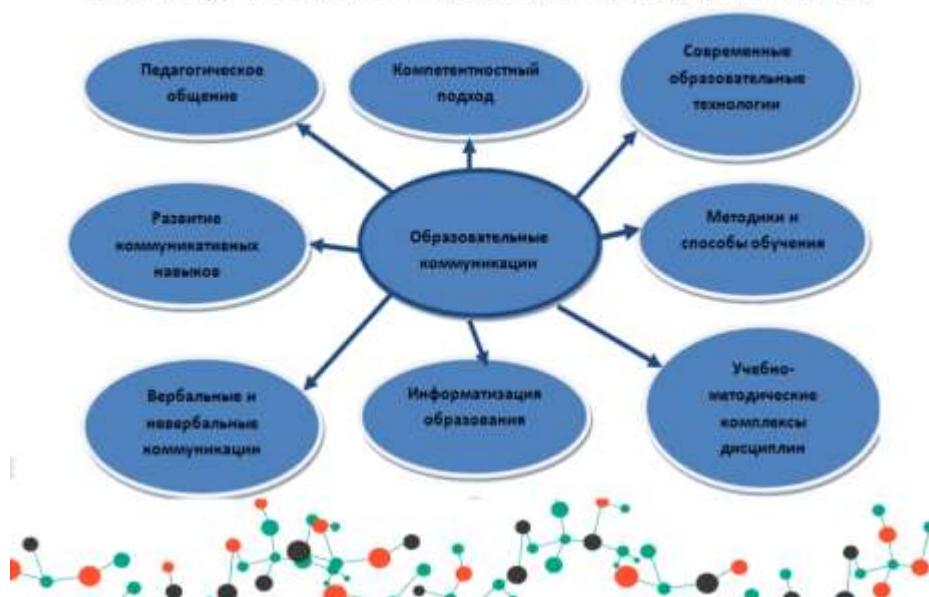 Педагогическое
общение
Компетентностный
подход
Современные
образовательные
технологии
Развитие
коммуникативных
навыков
Образовательные
коммуникации
Методики и
способы обучения
Вербальные и
невербальные
коммуникации
Информатизация
образования
Учебно-
методические
комплексы
дисциплин